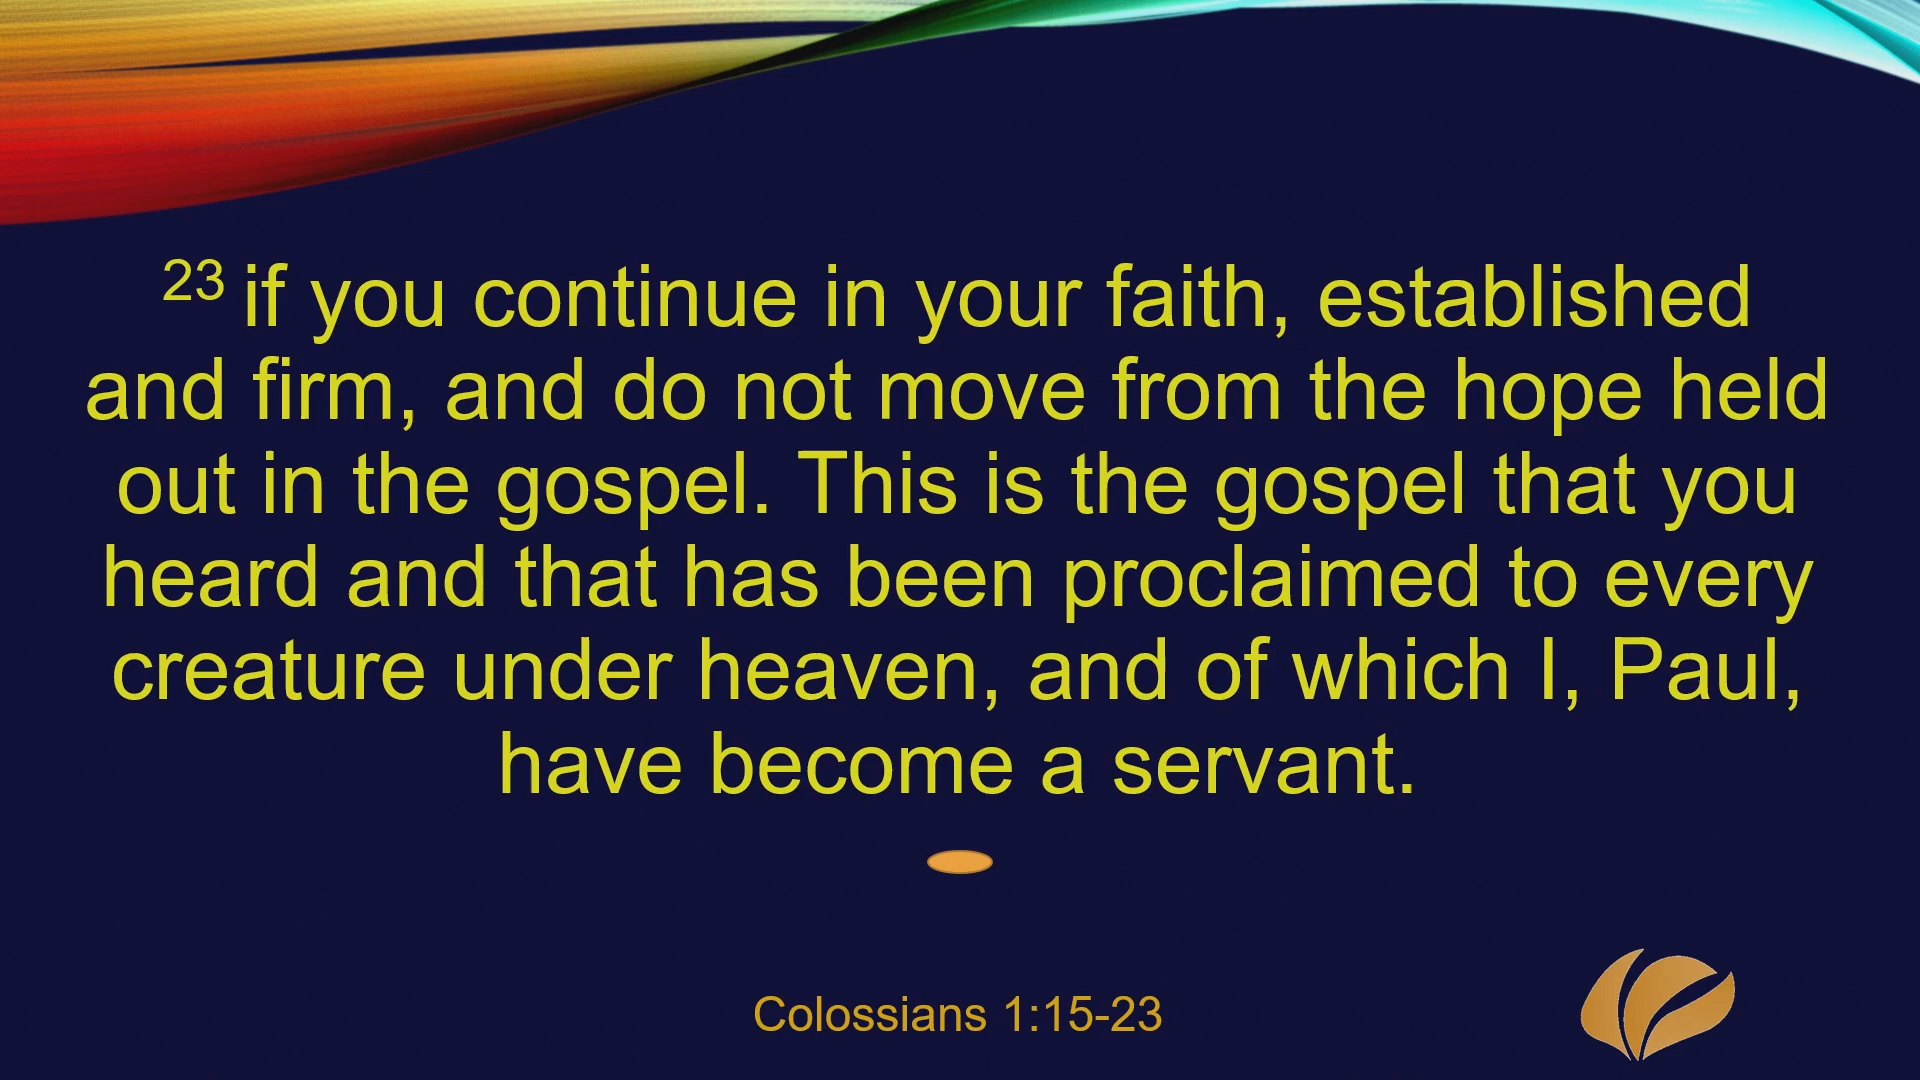 23 if you continue in your faith, established
and firm, and do not move from the hope held
out in the gospel. This is the gospel that you
heard and that has been proclaimed to every
creature under heaven, and of which I, Paul,
have become a servant.
Colossians 1:15-23